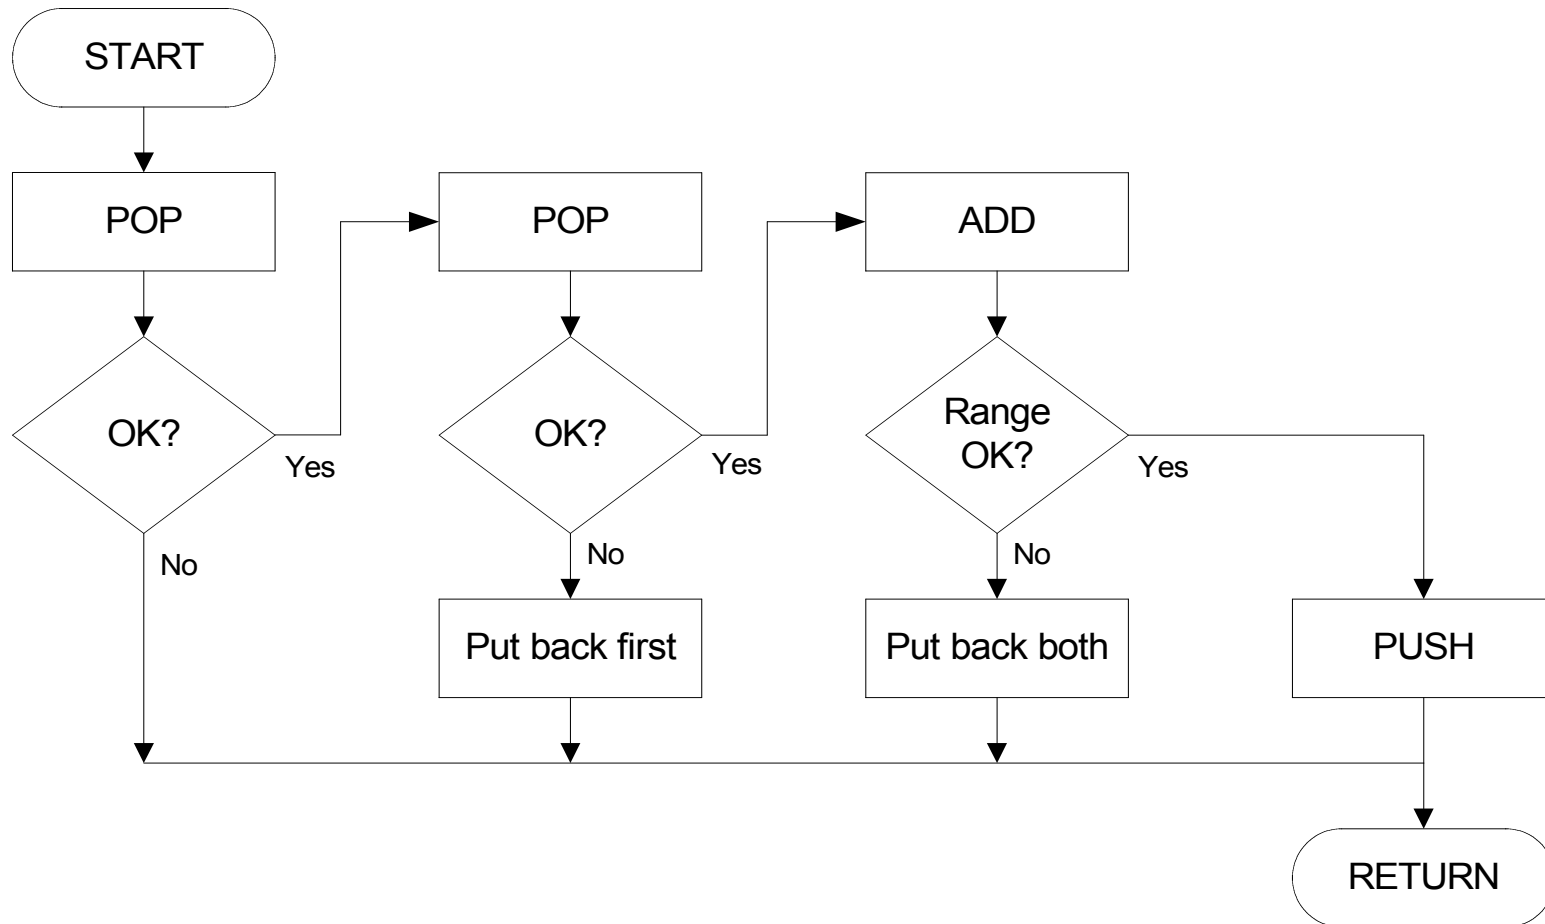 START
POP
POP
ADD
OK?
Yes
OK?
Yes
Range
OK?
Yes
No
No
No
Put back first
Put back both
PUSH
RETURN